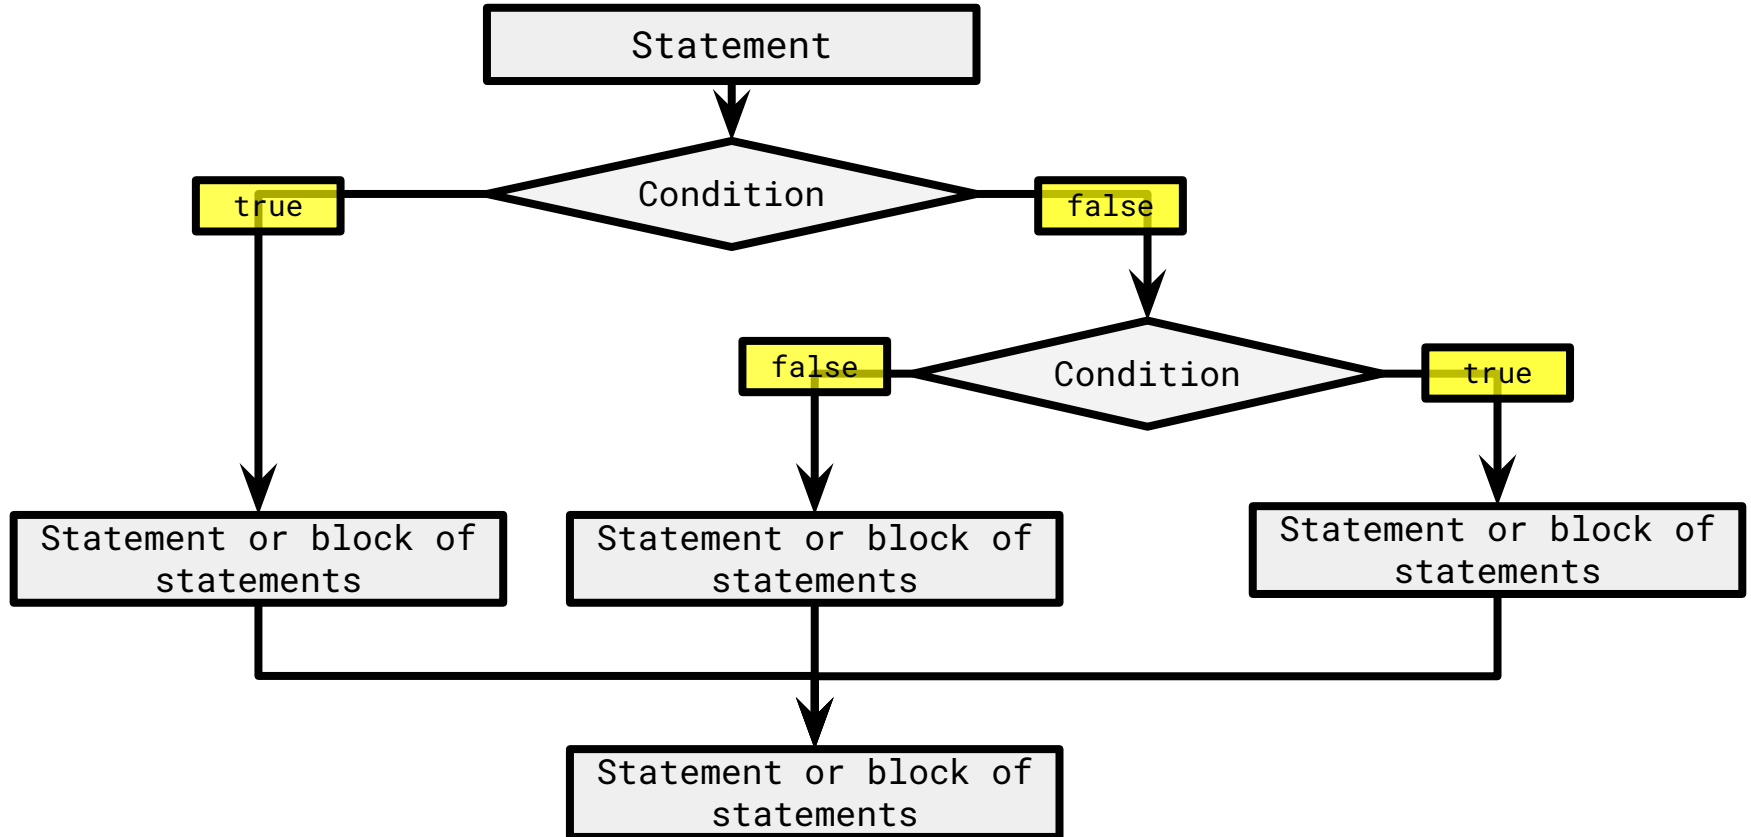 Statement
Condition
true
false
Condition
false
true
Statement or block of
statements
Statement or block of
statements
Statement or block of
statements
Statement or block of
statements